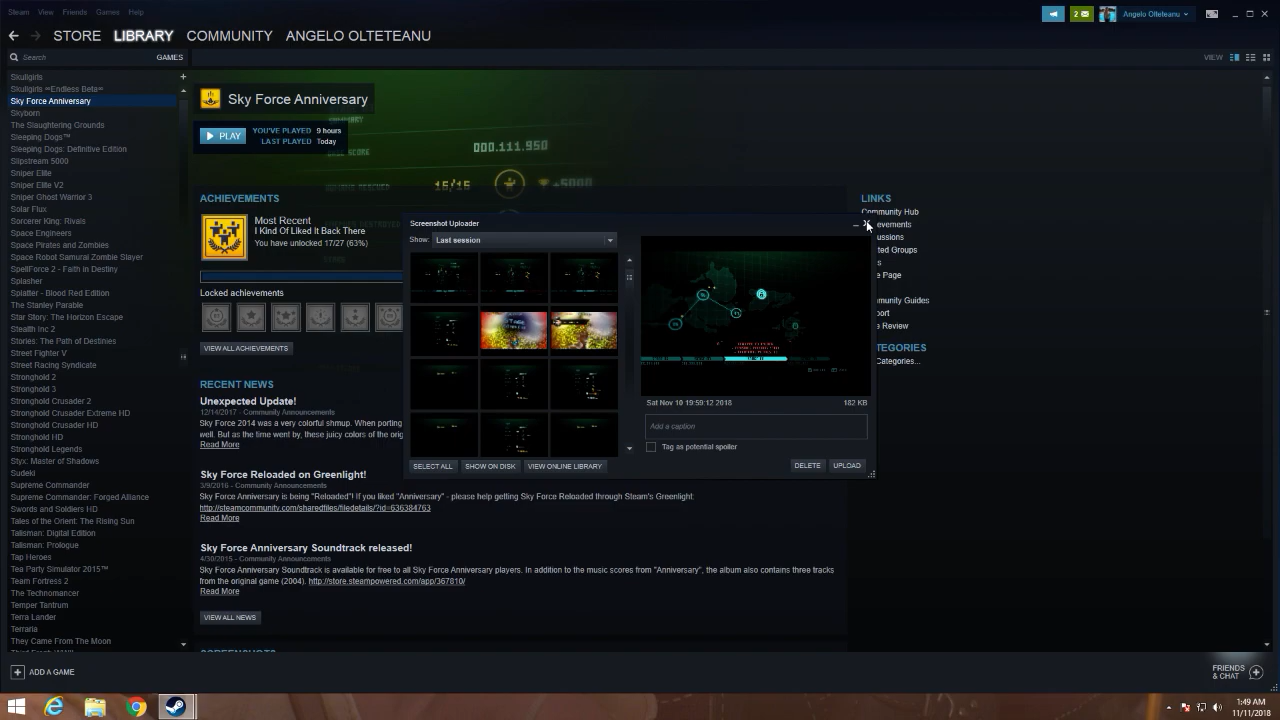 Steam View Friends Games Help
2
Angelo Olteteanu
STORE LIBRARY COMMUNITY ANGELO OLTETEANU
Search GAMES
VIEW
Skullgirls
Skullgirls ∞Endless Beta∞
Sky Force Anniversary
Skyborn
The Slaughtering Grounds
Sleeping Dogs™
Sleeping Dogs: Definitive Edition
Slipstream 5000
Sniper Elite
Sniper Elite V2
Sniper Ghost Warrior 3
Solar Flux
Sorcerer King: Rivals
Space Engineers
Space Pirates and Zombies
Space Robot Samurai Zombie Slayer
SpellForce 2 - Faith in Destiny
Splasher
Splatter - Blood Red Edition
The Stanley Parable
Star Story: The Horizon Escape
Stealth Inc 2
Stories: The Path of Destinies
Street Fighter V
Street Racing Syndicate
Stronghold 2
Stronghold 3
Stronghold Crusader 2
Stronghold Crusader Extreme HD
Stronghold Crusader HD
Stronghold HD
Stronghold Legends
Styx: Master of Shadows
Sudeki
Supreme Commander
Supreme Commander: Forged Alliance
Swords and Soldiers HD
Tales of the Orient: The Rising Sun
Talisman: Digital Edition
Talisman: Prologue
Tap Heroes
Tea Party Simulator 2015™
Team Fortress 2
The Technomancer
Temper Tantrum
Terra Lander
Terraria
They Came From The Moon
ADD A GAME
Sky Force Anniversary
PLAY
YOU'VE PLAYED 9 hours
LAST PLAYED Today
000.111.950
15/15
+5000
ACHIEVEMENTS
Most Recent
I Kind Of Liked It Back There
You have unlocked 17/27 (63%)
Locked achievements
VIEW ALL ACHIEVEMENTS
RECENT NEWS
Unexpected Update!
12/14/2017 - Community Announcements
Sky Force 2014 was a very colorful shmup. When porting
well. But as the time went by, these juicy colors of the orig
Read More
Sky Force Reloaded on Greenlight!
3/9/2016 - Community Announcements
Sky Force Anniversary is being "Reloaded"! If you liked "Anniversary" - please help getting Sky Force Reloaded through Steam's Greenlight:
http://steamcommunity.com/sharedfiles/filedetails/?id=636384763
Read More
Sky Force Anniversary Soundtrack released!
4/30/2015 - Community Announcements
Sky Force Anniversary Soundtrack is available for free to all Sky Force Anniversary players. In addition to the music scores from "Anniversary", the album also contains three tracks
from the original game (2004). http://store.steampowered.com/app/367810/
Read More
VIEW ALL NEWS
Screenshot Uploader
Show: Last session
Sat Nov 10 19:59:12 2018 182 KB
Add a caption
Tag as potential spoiler
SELECT ALL SHOW ON DISK VIEW ONLINE LIBRARY
DELETE UPLOAD
LINKS
Community Hub
evements
ussions
ted Groups
s
e Page
munity Guides
port
e Review
TEGORIES
Categories...
FRIENDS
& CHAT
1:49 AM
11/11/2018